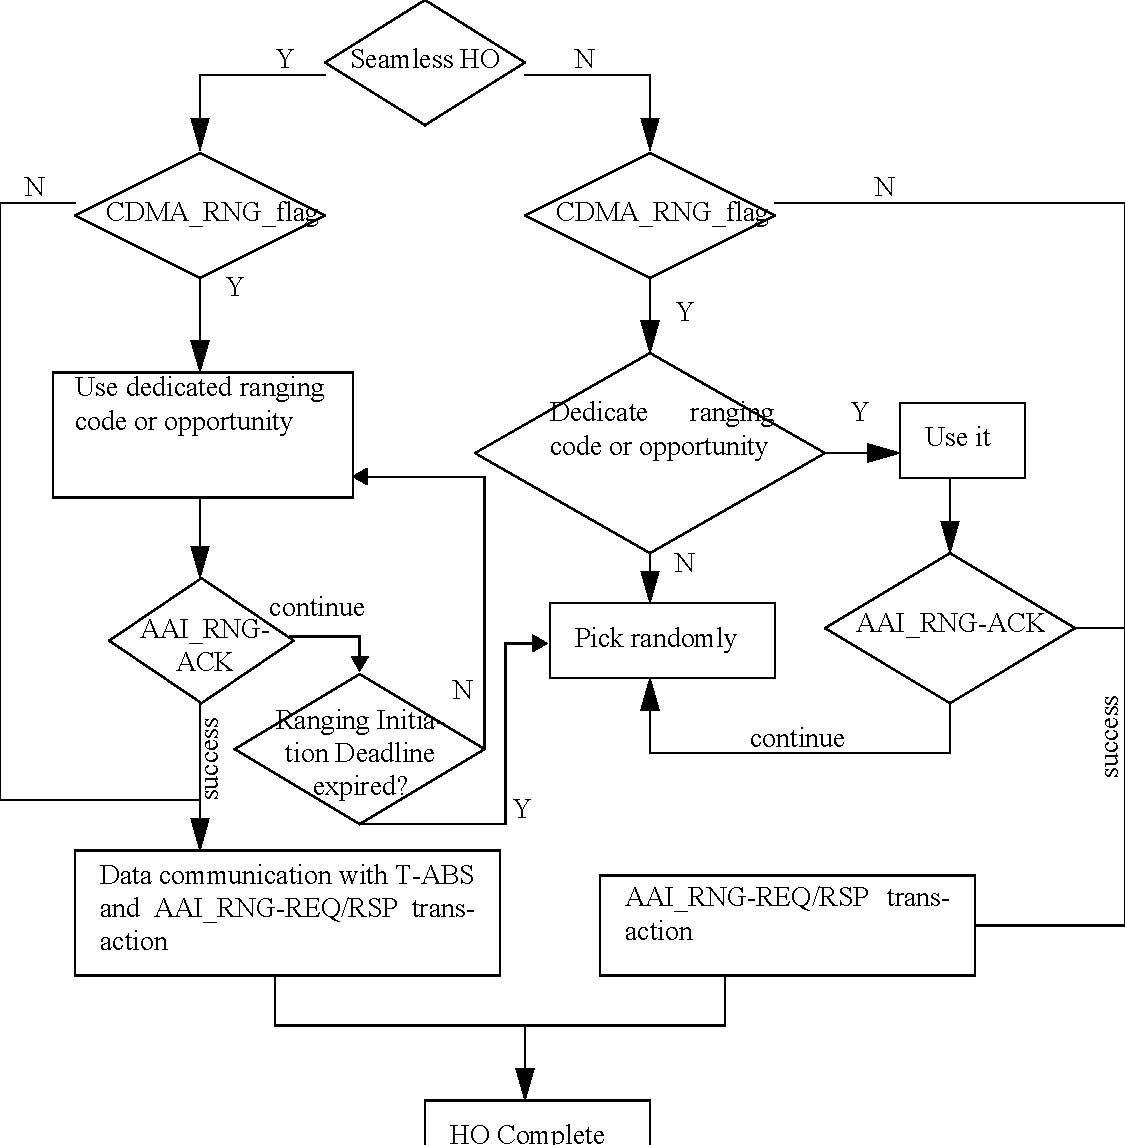 Seamless HO
Y
N
N
CDMA_RNG_flag
CDMA_RNG_flag
N
Y
Y
Use dedicated ranging
code or opportunity
Dedicate ranging
code or opportunity
Y
Use it
N
continue
AAI_RNG-
ACK
Pick randomly
AAI_RNG-ACK
N
Ranging Initia-
tion Deadline
expired?
continue
success
success
Y
Data communication with T-ABS
and AAI_RNG-REQ/RSP trans-
action
AAI_RNG-REQ/RSP trans-
action
HO Complete